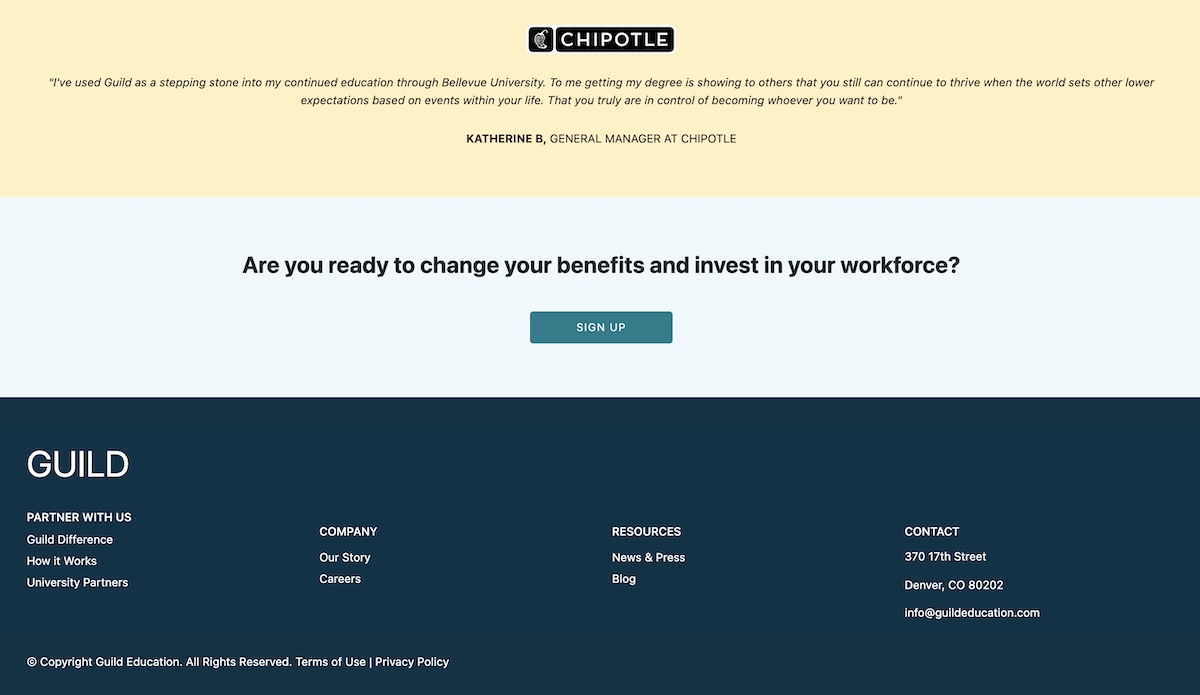 CHIPOTLE
"I've used Guild as a stepping stone into my continued education through Bellevue University. To me getting my degree is showing to others that you still can continue to thrive when the world sets other lower
expectations based on events within your life. That you truly are in control of becoming whoever you want to be."
KATHERINE B, GENERAL MANAGER AT CHIPOTLE
Are you ready to change your benefits and invest in your workforce?
SIGN UP
GUILD
PARTNER WITH US
Guild Difference
How it Works
University Partners
COMPANY
Our Story
Careers
RESOURCES
News & Press
Blog
CONTACT
370 17th Street
Denver, CO 80202
info@guildeducation.com
© Copyright Guild Education. All Rights Reserved. Terms of Use | Privacy Policy